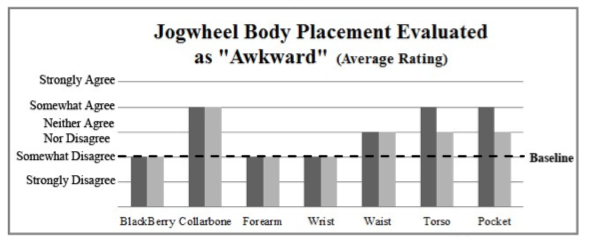 Jogwheel Body Placement Evaluated
as "Awkward" (Average Rating)
Strongly Agree
Somewhat Agree
Neither Agree
Nor Disagree
Somewhat Disagree
Baseline
Strongly Disagree
BlackBerry Collarbone Forearm Wrist Waist Torso Pocket